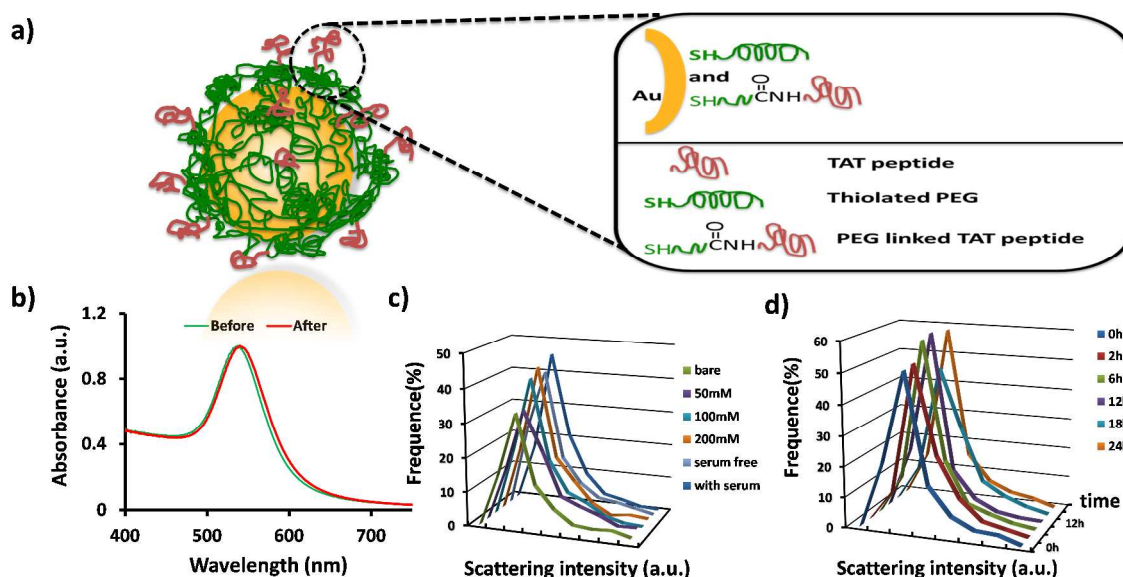 a)
SH
Au
and
O
SH
CNH
TAT peptide
SH
Thiolated PEG
O
SH
CNH
PEG linked TAT peptide
b)
Absorbance (a.u.)
1.2
0.8
0.4
0
Before
After
400
500
600
700
Wavelength (nm)
c)
Frequence(%)
50
40
30
20
10
0
bare
50mM
100mM
200mM
serum free
with serum
Scattering intensity (a.u.)
d)
Frequence(%)
60
50
40
30
20
10
0
0h
2h
6h
12h
18h
24h
time
12h
0h
Scattering intensity (a.u.)